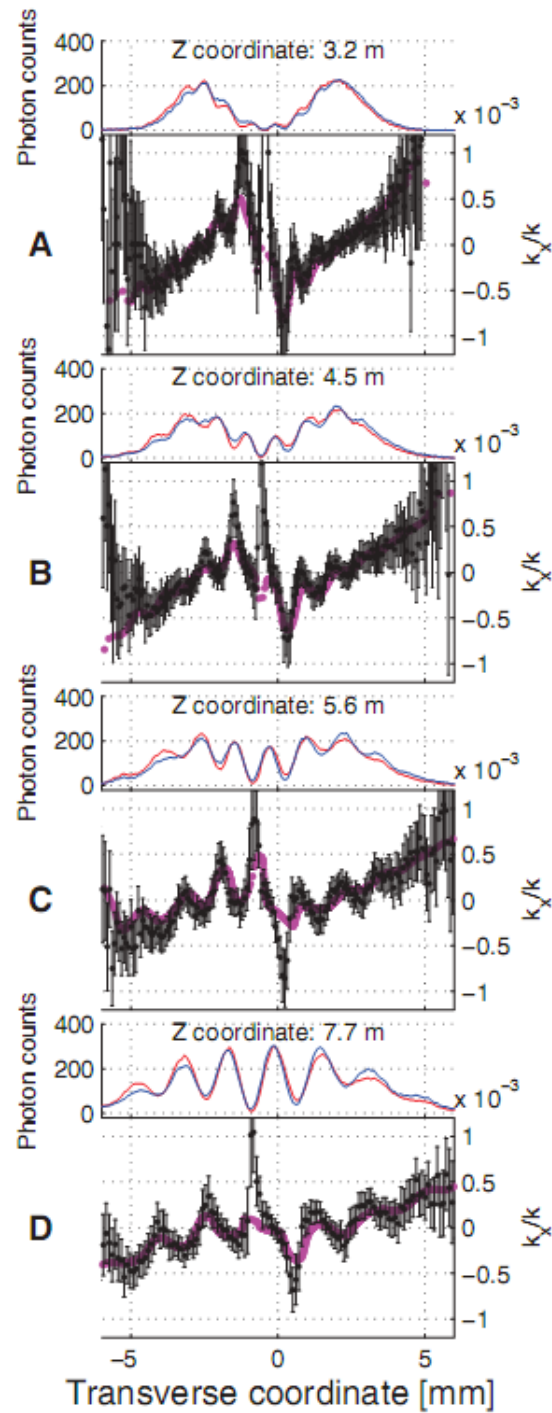 400
200
0
Photon counts
Z coordinate: 3.2 m
x 10⁻³
A
1
0.5
0
−0.5
−1
kₓ/k
400
200
0
Photon counts
Z coordinate: 4.5 m
x 10⁻³
B
1
0.5
0
−0.5
−1
kₓ/k
400
200
0
Photon counts
Z coordinate: 5.6 m
x 10⁻³
C
1
0.5
0
−0.5
−1
kₓ/k
400
200
0
Photon counts
Z coordinate: 7.7 m
x 10⁻³
D
1
0.5
0
−0.5
−1
kₓ/k
−5 0 5
Transverse coordinate [mm]